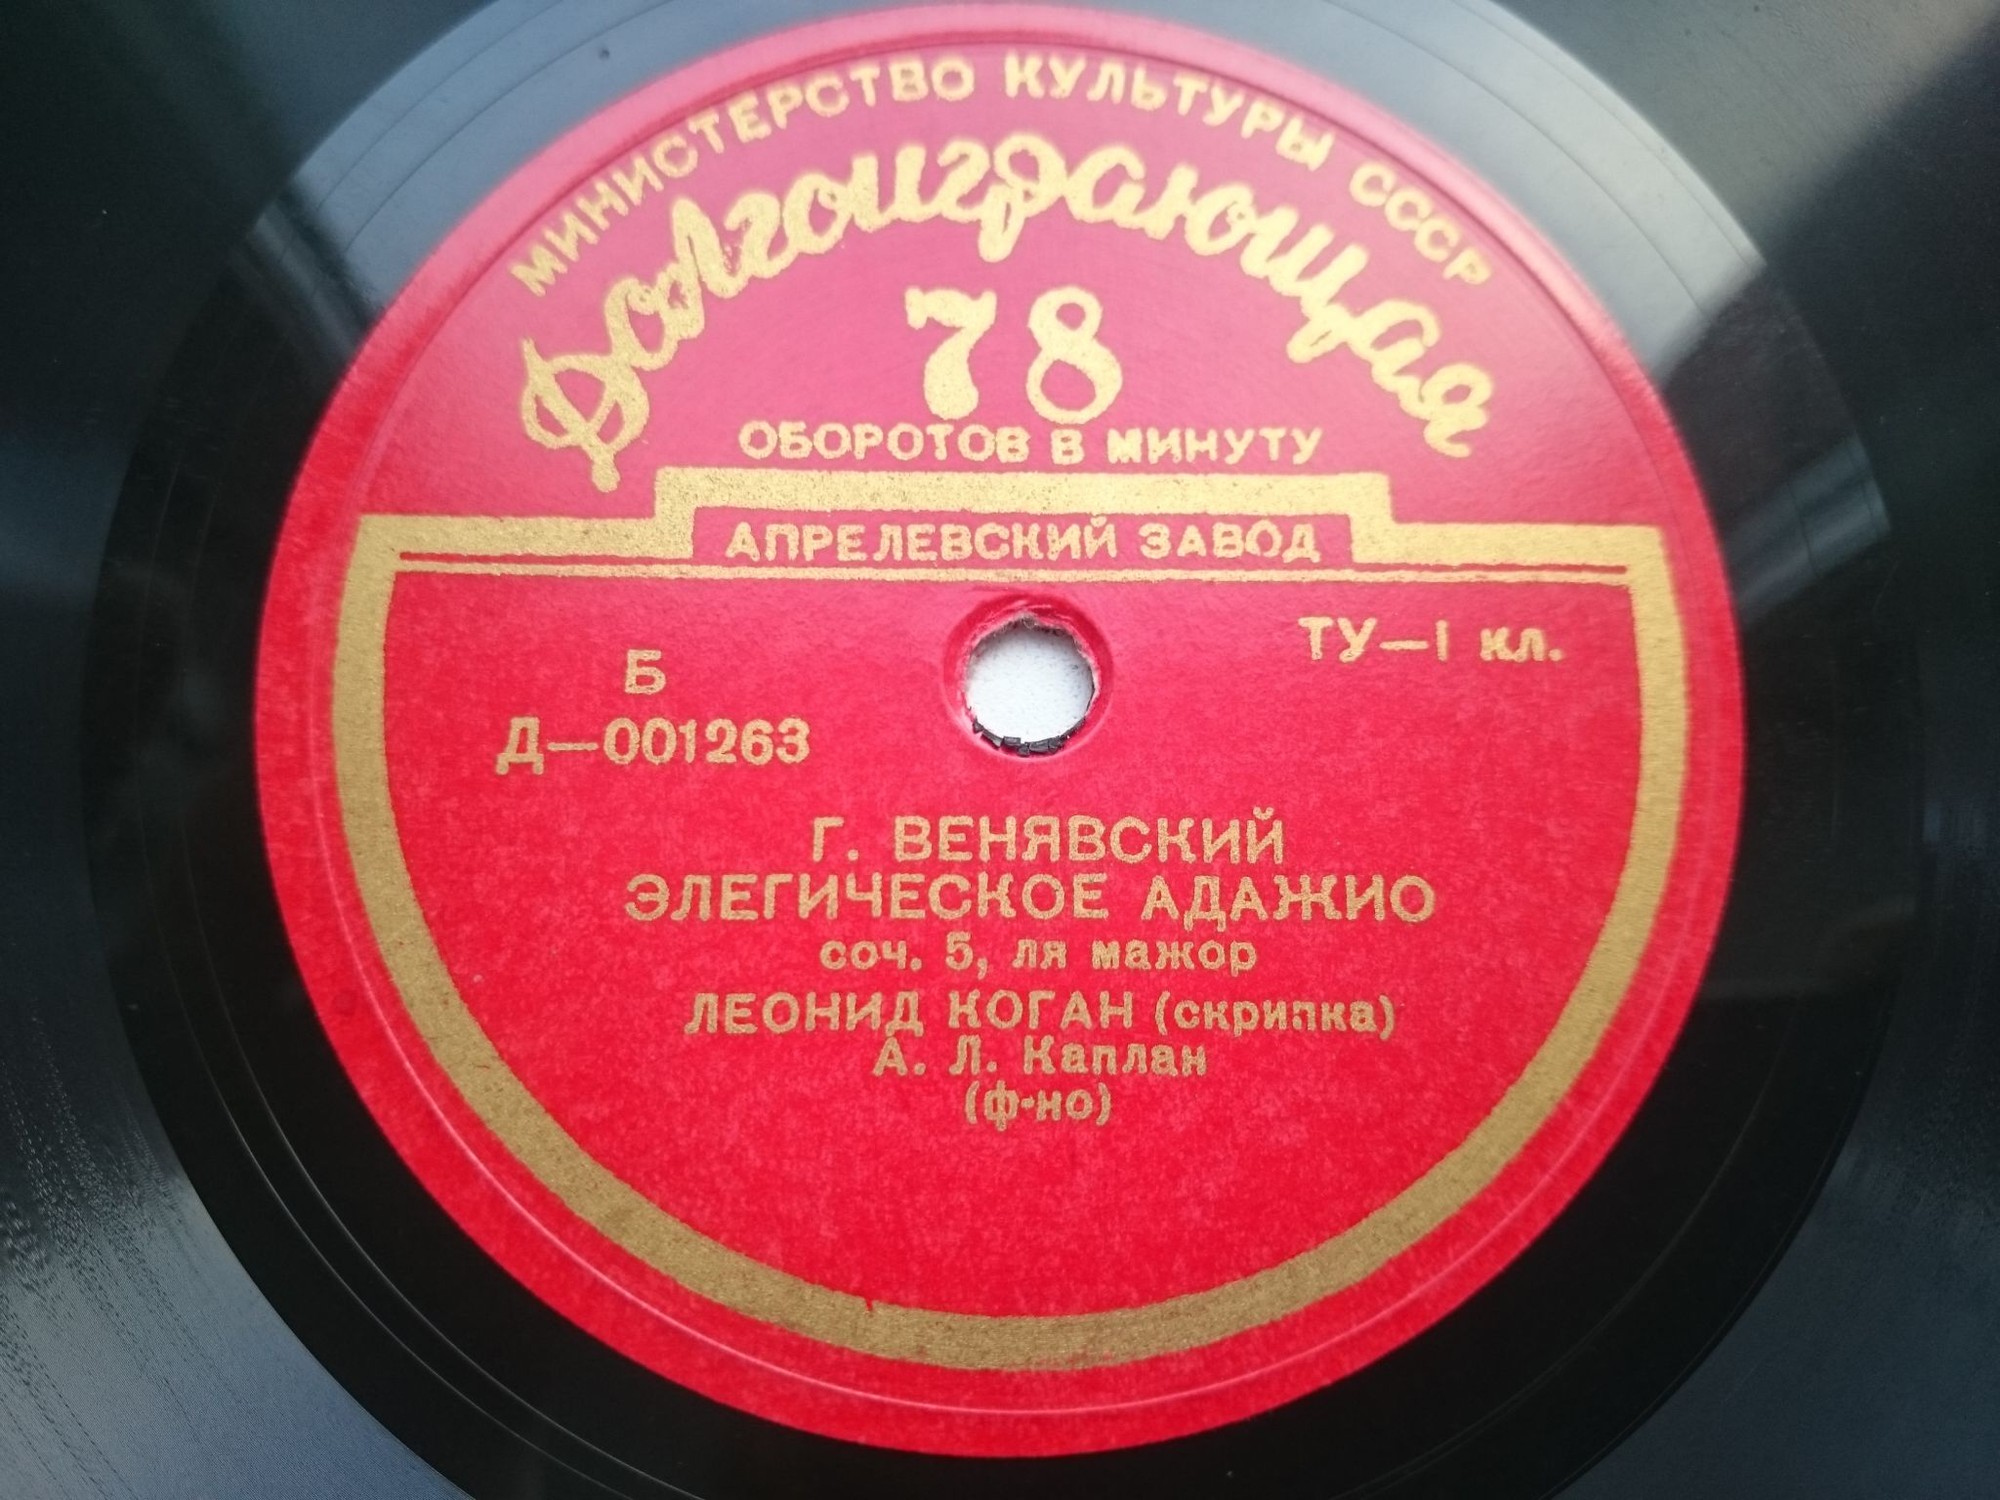 МИНИСТЕРСТВО КУЛЬТУРЫ СССР
Долгоиграющая
78
ОБОРОТОВ В МИНУТУ
АПРЕЛЕВСКИЙ ЗАВОД
ТУ—I кл.
Б
Д—001263
Г. ВЕНЯВСКИЙ
ЭЛЕГИЧЕСКОЕ АДАЖИО
соч. 5, ля мажор
ЛЕОНИД КОГАН (скрипка)
А. Л. Каплан
(ф-но)